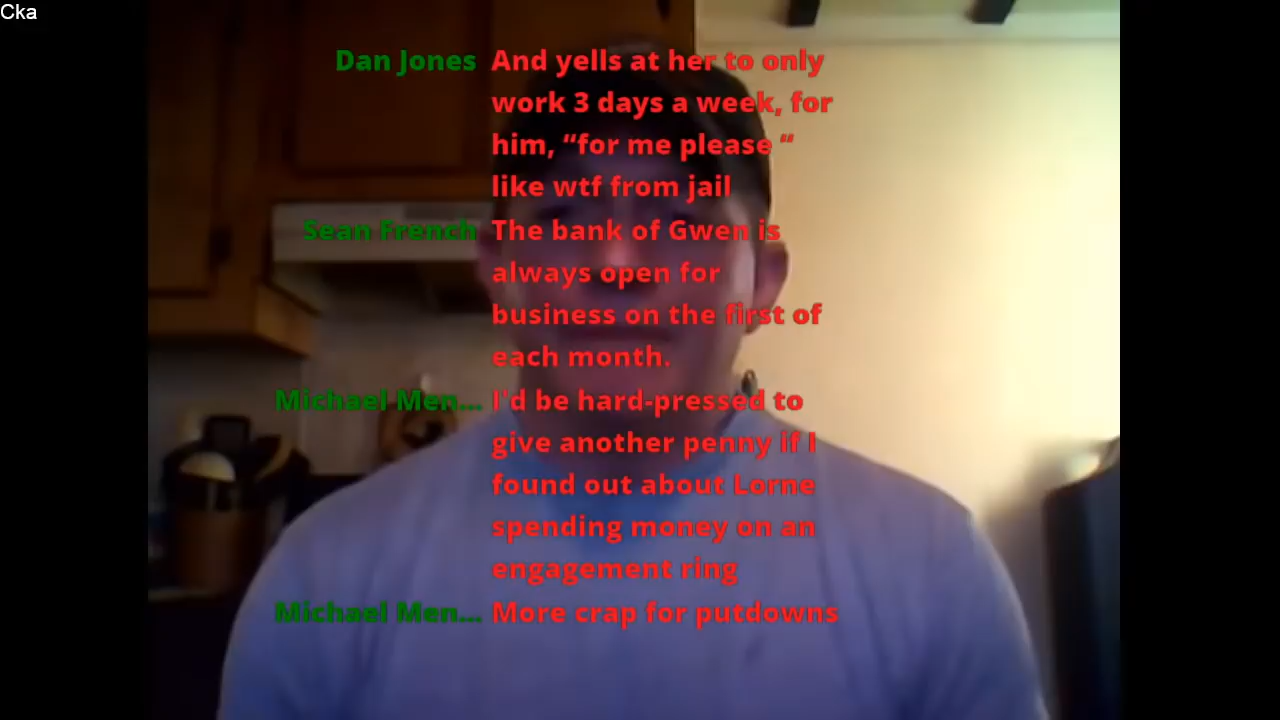 Cka
Dan Jones And yells at her to only
work 3 days a week, for
him, “for me please “
like wtf from jail
Sean French The bank of Gwen is
always open for
business on the first of
each month.
Michael Men... I'd be hard-pressed to
give another penny if I
found out about Lorne
spending money on an
engagement ring
Michael Men... More crap for putdowns